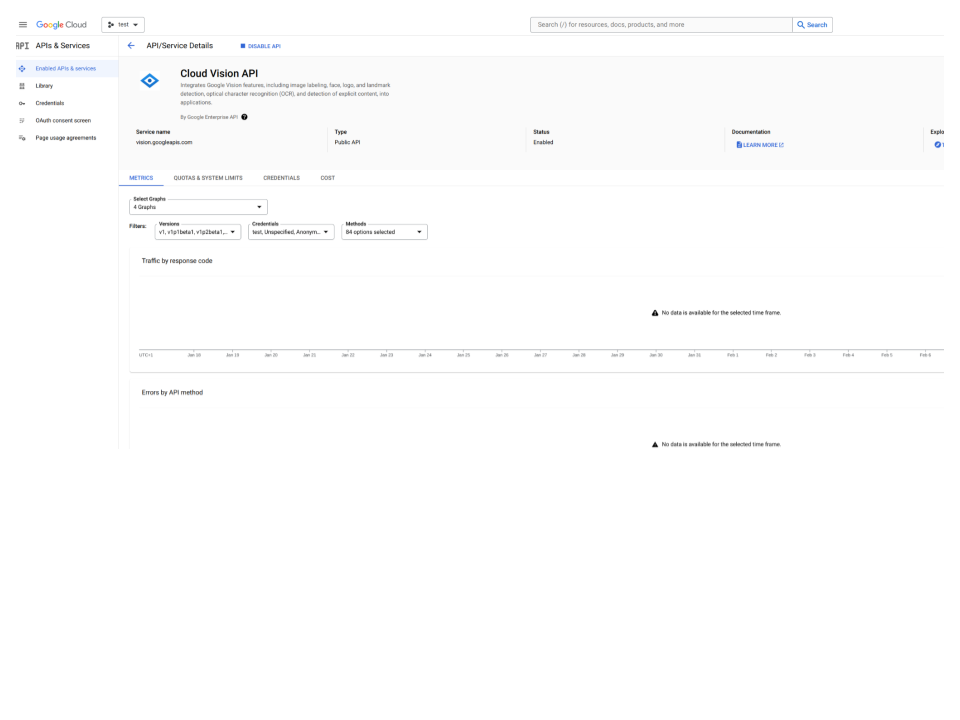 Google Cloud
test
Search (/) for resources, docs, products, and more
Search
API
APIs & Services
API/Service Details
DISABLE API
Enabled APIs & services
Library
Credentials
OAuth consent screen
Page usage agreements
Cloud Vision API
Integrates Google Vision features, including image labeling, face, logo, and landmark
detection, optical character recognition (OCR), and detection of explicit content, into
applications.
By Google Enterprise API
Service name
vision.googleapis.com
Type
Public API
Status
Enabled
Documentation
LEARN MORE
Explo
METRICS
QUOTAS & SYSTEM LIMITS
CREDENTIALS
COST
Select Graphs
4 Graphs
Filters:
Versions
v1, v1p1beta1, v1p2beta1,...
Credentials
test, Unspecified, Anonym...
Methods
84 options selected
Traffic by response code
No data is available for the selected time frame.
UTC+1 Jan 18 Jan 19 Jan 20 Jan 21 Jan 22 Jan 23 Jan 24 Jan 25 Jan 26 Jan 27 Jan 28 Jan 29 Jan 30 Jan 31 Feb 1 Feb 2 Feb 3 Feb 4 Feb 5 Feb 6
Errors by API method
No data is available for the selected time frame.